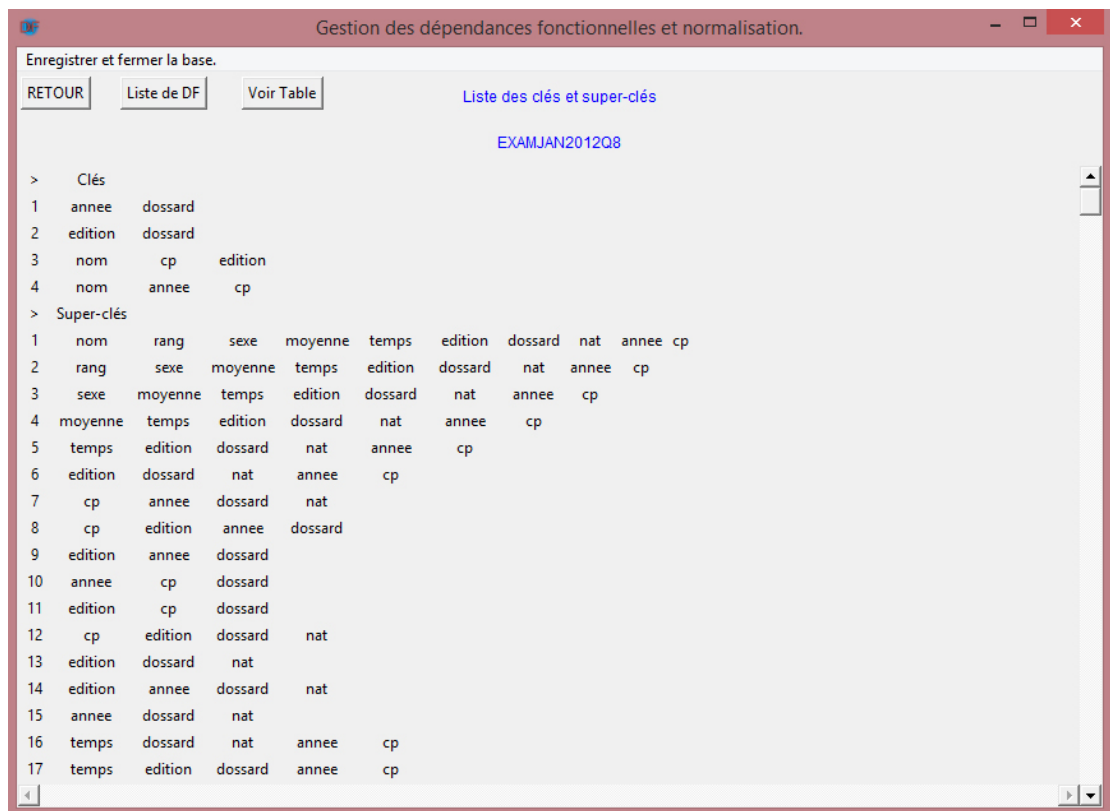 DF Gestion des dépendances fonctionnelles et normalisation.
Enregistrer et fermer la base.
RETOUR Liste de DF Voir Table Liste des clés et super-clés
EXAMJAN2012Q8
> Clés
1 annee dossard
2 edition dossard
3 nom cp edition
4 nom annee cp
> Super-clés
1 nom rang sexe moyenne temps edition dossard nat annee cp
2 rang sexe moyenne temps edition dossard nat annee cp
3 sexe moyenne temps edition dossard nat annee cp
4 moyenne temps edition dossard nat annee cp
5 temps edition dossard nat annee cp
6 edition dossard nat annee cp
7 cp annee dossard nat
8 cp edition annee dossard
9 edition annee dossard
10 annee cp dossard
11 edition cp dossard
12 cp edition dossard nat
13 edition dossard nat
14 edition annee dossard nat
15 annee dossard nat
16 temps dossard nat annee cp
17 temps edition dossard annee cp